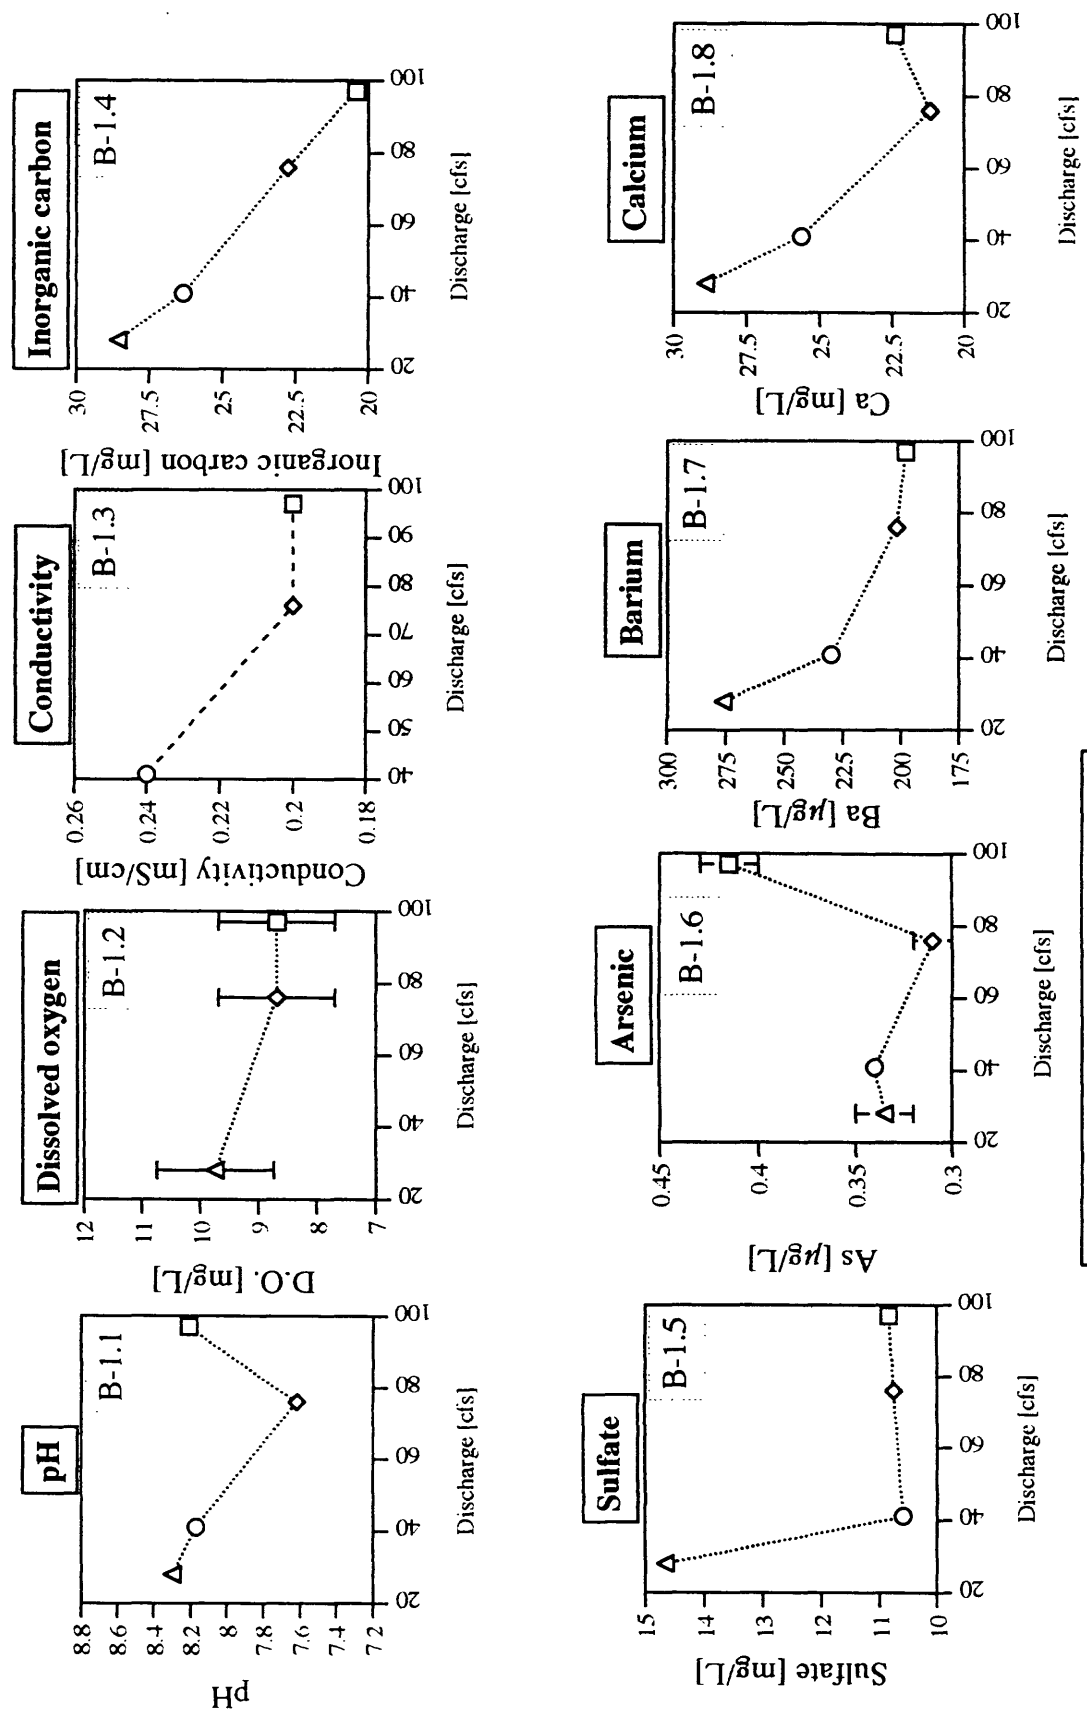 pH
B-1.1
pH
8.8
8.6
8.4
8.2
8
7.8
7.6
7.4
7.2
20
40
60
80
100
Discharge [cfs]
Dissolved oxygen
B-1.2
D.O. [mg/L]
12
11
10
9
8
7
20
40
60
80
100
Discharge [cfs]
Conductivity
B-1.3
Conductivity [mS/cm]
0.26
0.24
0.22
0.2
0.18
40
50
60
70
80
90
100
Discharge [cfs]
Inorganic carbon
B-1.4
Inorganic carbon [mg/L]
30
27.5
25
22.5
20
20
40
60
80
100
Discharge [cfs]
Sulfate
B-1.5
Sulfate [mg/L]
15
14
13
12
11
10
20
40
60
80
100
Discharge [cfs]
Arsenic
B-1.6
As [µg/L]
0.45
0.4
0.35
0.3
20
40
60
80
100
Discharge [cfs]
Barium
B-1.7
Ba [µg/L]
300
275
250
225
200
175
20
40
60
80
100
Discharge [cfs]
Calcium
B-1.8
Ca [mg/L]
30
27.5
25
22.5
20
20
40
60
80
100
Discharge [cfs]